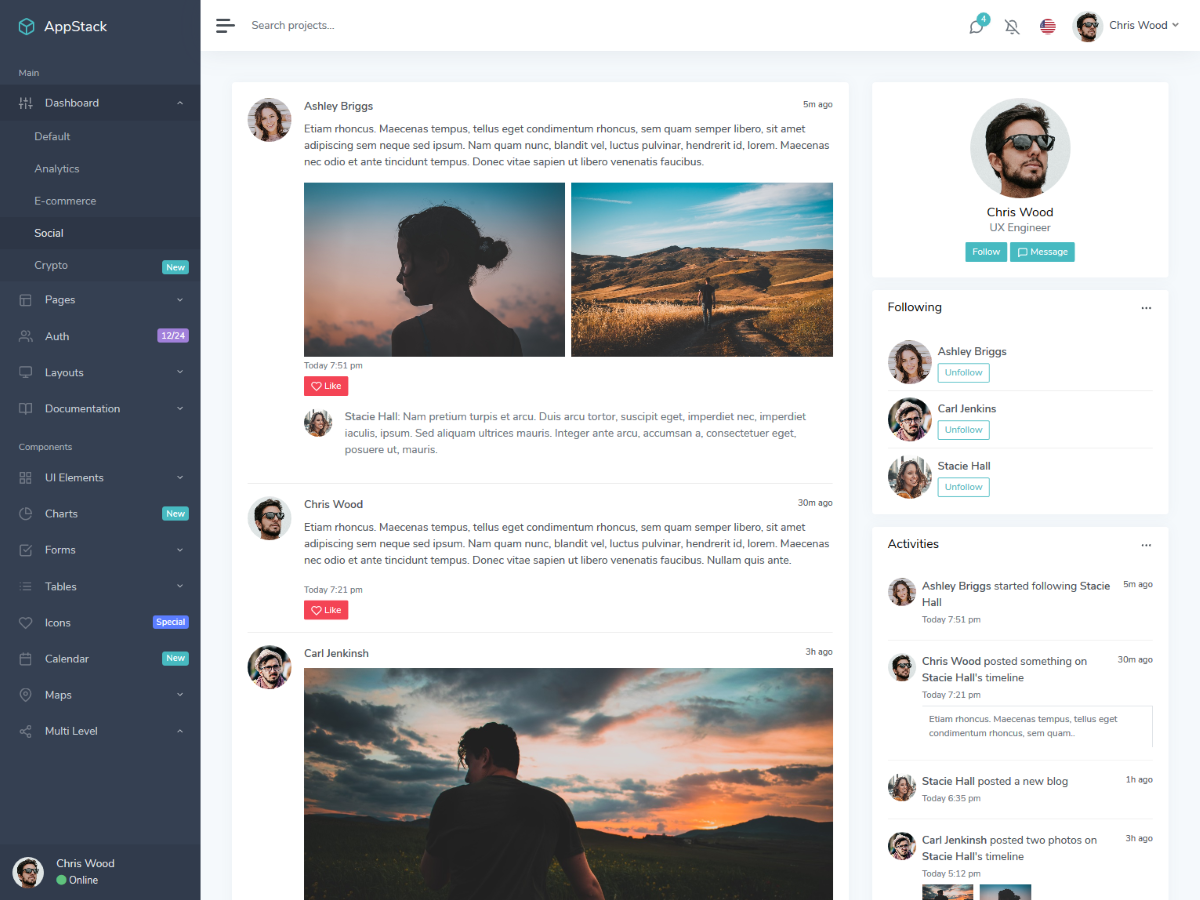 AppStack
Main
Dashboard
Default
Analytics
E-commerce
Social
Crypto
New
Pages
Auth
12/24
Layouts
Documentation
Components
UI Elements
Charts
New
Forms
Tables
Icons
Special
Calendar
New
Maps
Multi Level
Chris Wood
Online
Search projects...
4
Chris Wood
Ashley Briggs
5m ago
Etiam rhoncus. Maecenas tempus, tellus eget condimentum rhoncus, sem quam semper libero, sit amet
adipiscing sem neque sed ipsum. Nam quam nunc, blandit vel, luctus pulvinar, hendrerit id, lorem. Maecenas
nec odio et ante tincidunt tempus. Donec vitae sapien ut libero venenatis faucibus.
Today 7:51 pm
Like
Stacie Hall: Nam pretium turpis et arcu. Duis arcu tortor, suscipit eget, imperdiet nec, imperdiet
iaculis, ipsum. Sed aliquam ultrices mauris. Integer ante arcu, accumsan a, consectetuer eget,
posuere ut, mauris.
Chris Wood
30m ago
Etiam rhoncus. Maecenas tempus, tellus eget condimentum rhoncus, sem quam semper libero, sit amet
adipiscing sem neque sed ipsum. Nam quam nunc, blandit vel, luctus pulvinar, hendrerit id, lorem. Maecenas
nec odio et ante tincidunt tempus. Donec vitae sapien ut libero venenatis faucibus. Nullam quis ante.
Today 7:21 pm
Like
Carl Jenkinsh
3h ago
Chris Wood
UX Engineer
Follow
Message
Following
Ashley Briggs
Unfollow
Carl Jenkins
Unfollow
Stacie Hall
Unfollow
Activities
Ashley Briggs started following Stacie
Hall
5m ago
Today 7:51 pm
Chris Wood posted something on
Stacie Hall's timeline
30m ago
Today 7:21 pm
Etiam rhoncus. Maecenas tempus, tellus eget
condimentum rhoncus, sem quam..
Stacie Hall posted a new blog
1h ago
Today 6:35 pm
Carl Jenkinsh posted two photos on
Stacie Hall's timeline
3h ago
Today 5:12 pm